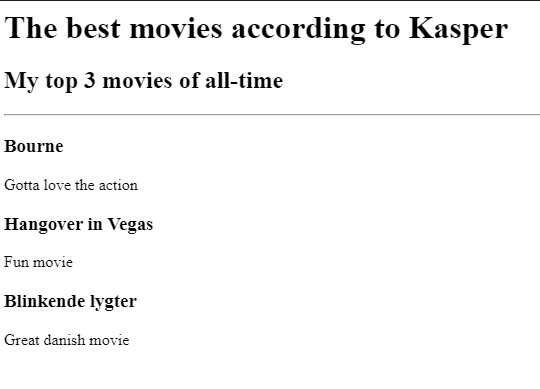 The best movies according to Kasper
My top 3 movies of all-time
Bourne
Gotta love the action
Hangover in Vegas
Fun movie
Blinkende lygter
Great danish movie